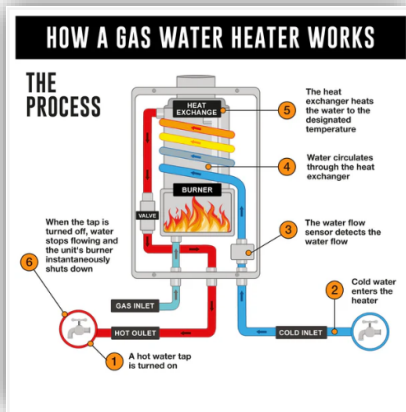 HOW A GAS WATER HEATER WORKS
THE
PROCESS
HEAT
EXCHANGE
5
The heat
exchanger heats
the water to the
designated
temperature
4
Water circulates
through the heat
exchanger
BURNER
VALVE
3
The water flow
sensor detects the
water flow
When the tap is
turned off, water
stops flowing and
the unit's burner
instantaneously
shuts down
6
2
Cold water
enters the
heater
GAS INLET
HOT OULET
COLD INLET
1
A hot water tap
is turned on